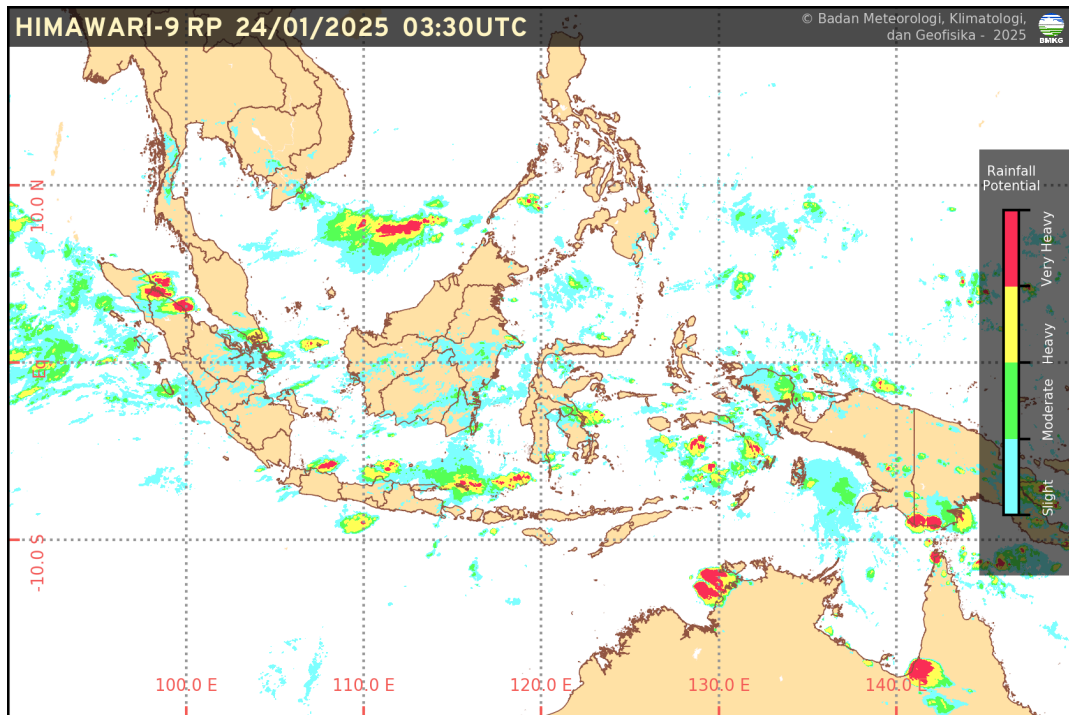 HIMAWARI-9 RP 24/01/2025 03:30UTC
© Badan Meteorologi, Klimatologi,
dan Geofisika - 2025
BMKG
Rainfall
Potential
Very Heavy
Heavy
Moderate
Slight
10.0 N
Eq
-10.0 S
100.0 E
110.0 E
120.0 E
130.0 E
140.0 E